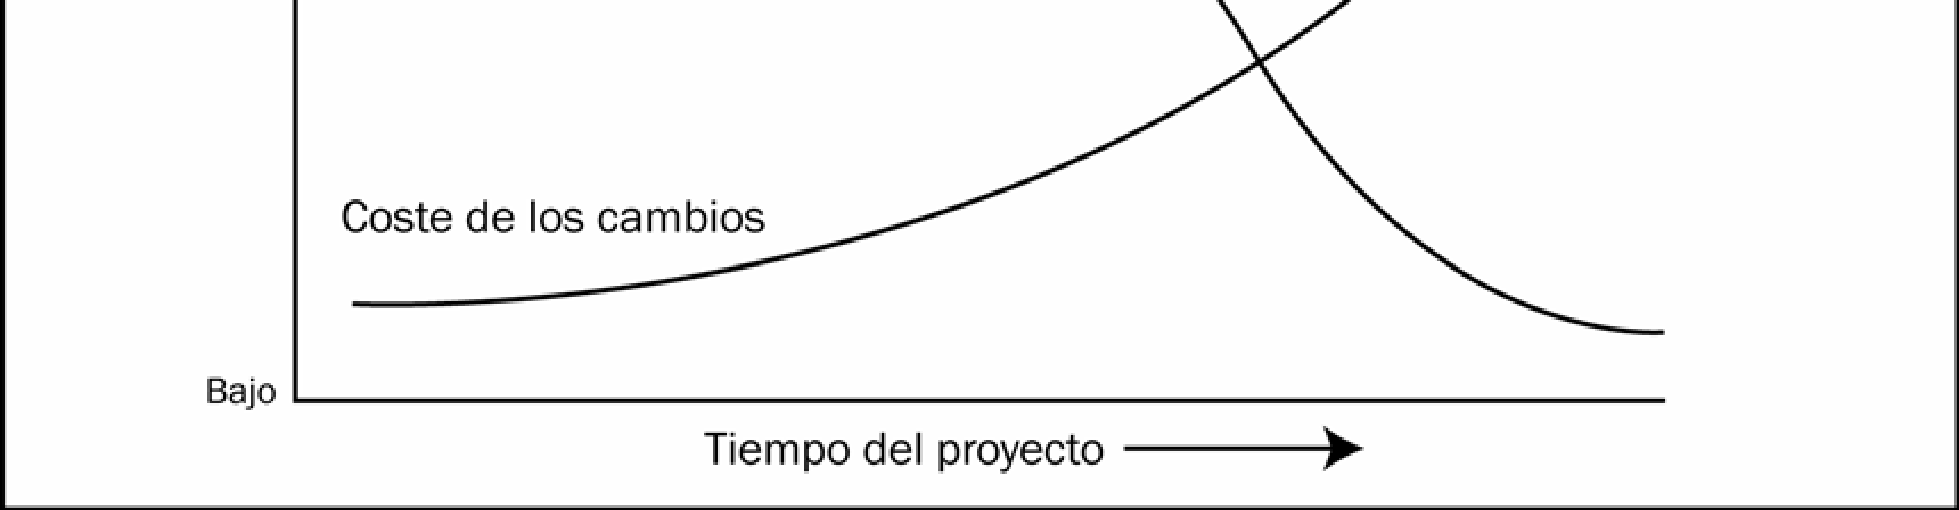 Coste de los cambios
Bajo
Tiempo del proyecto